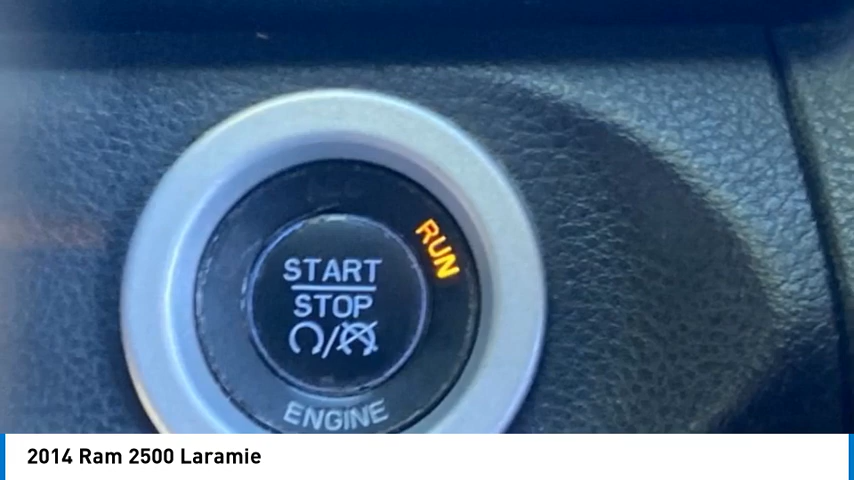 RUN
START
STOP
ENGINE
2014 Ram 2500 Laramie